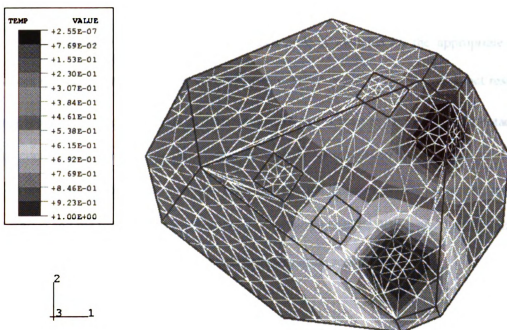 TEMP VALUE
+2.55E-07
+7.69E-02
+1.53E-01
+2.30E-01
+3.07E-01
+3.84E-01
+4.61E-01
+5.38E-01
+6.15E-01
+6.92E-01
+7.69E-01
+8.46E-01
+9.23E-01
+1.00E+00
2
3 1